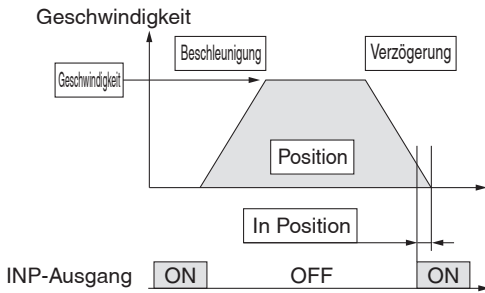 Geschwindigkeit
Beschleunigung
Verzögerung
Geschwindigkeit
Position
In Position
INP-Ausgang ON OFF ON